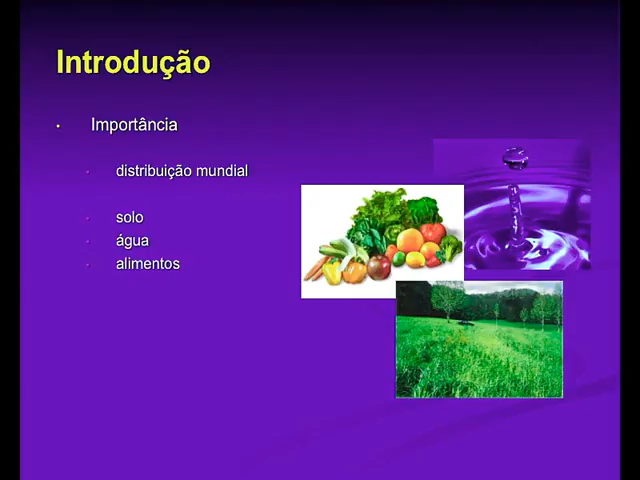 Introdução
Importância
distribuição mundial
solo
água
alimentos